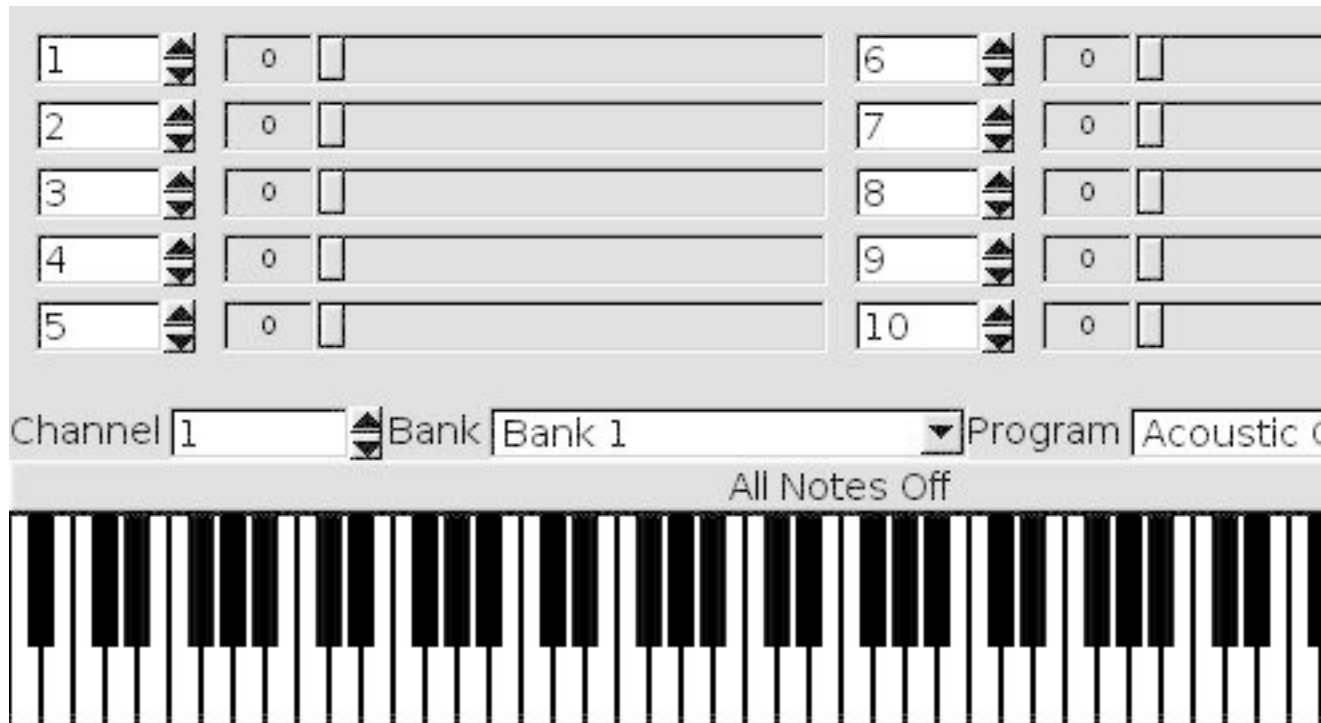 1 0 6 0
2 0 7 0
3 0 8 0
4 0 9 0
5 0 10 0
Channel 1 Bank Bank 1 Program Acoustic
All Notes Off